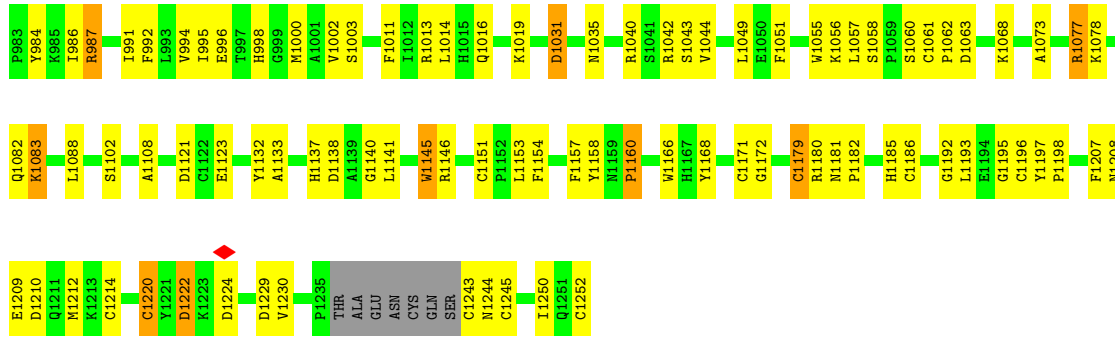 P983 Y984 K985 I986 R987 I991 F992 L993 V994 I995 E996 T997 H998 G999 M1000 A1001 V1002 S1003 F1011 I1012 R1013 L1014 H1015 Q1016 K1019 D1031 N1035 R1040 S1041 R1042 S1043 V1044 L1049 E1050 F1051 W1055 K1056 L1057 S1058 P1059 S1060 C1061 P1062 D1063 K1068 A1073 R1077 K1078
Q1082 K1083 L1088 S1102 A1108 D1121 C1122 E1123 Y1132 A1133 H1137 D1138 A1139 G1140 L1141 W1145 R1146 C1151 P1152 L1153 F1154 F1157 Y1158 N1159 P1160 W1166 H1167 Y1168 C1171 G1172 C1179 R1180 N1181 P1182 H1185 C1186 G1192 L1193 E1194 G1195 C1196 Y1197 P1198 F1207 N1208
E1209 D1210 Q1211 M1212 K1213 C1214 C1220 Y1221 D1222 K1223 D1224 D1229 V1230 P1235 THR ALA GLU ASN CYS GLN SER C1243 N1244 C1245 I1250 Q1251 C1252